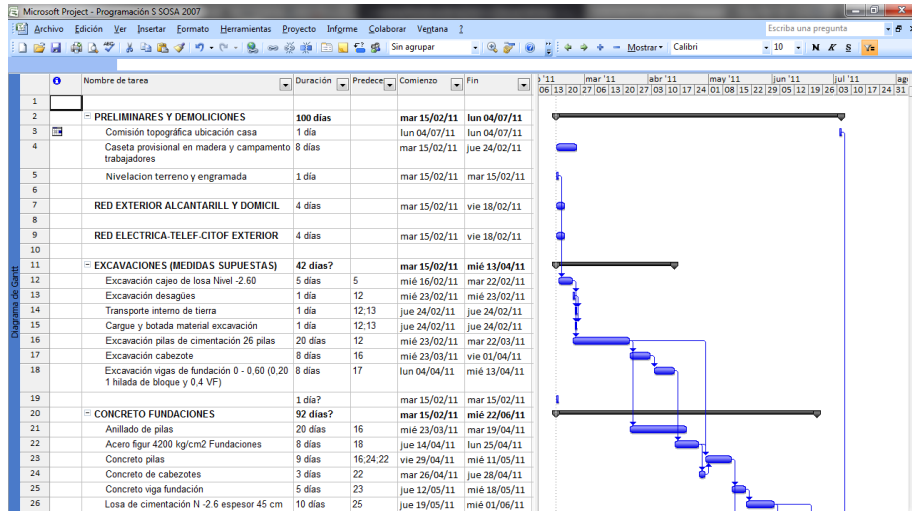 Microsoft Project - Programación S SOSA 2007
Archivo Edición Ver Insertar Formato Herramientas Proyecto Informe Colaborar Ventana ? Escriba una pregunta
Sin agrupar Mostrar Calibri 10 N K S
Nombre de tarea Duración Predece Comienzo Fin '11 mar '11 abr '11 may '11 jun '11 jul '11 ag
06 13 20 27 06 13 20 27 03 10 17 24 01 08 15 22 29 05 12 19 26 03 10 17 24 31
1
2 PRELIMINARES Y DEMOLICIONES 100 días mar 15/02/11 lun 04/07/11
3 Comisión topográfica ubicación casa 1 día lun 04/07/11 lun 04/07/11
4 Caseta provisional en madera y campamento 8 días mar 15/02/11 jue 24/02/11
trabajadores
5 Nivelacion terreno y engramada 1 día mar 15/02/11 mar 15/02/11
6
7 RED EXTERIOR ALCANTARILL Y DOMICIL 4 días mar 15/02/11 vie 18/02/11
8
9 RED ELECTRICA-TELEF-CITOF EXTERIOR 4 días mar 15/02/11 vie 18/02/11
10
11 EXCAVACIONES (MEDIDAS SUPUESTAS) 42 días? mar 15/02/11 mié 13/04/11
12 Excavación cajeo de losa Nivel -2.60 5 días 5 mié 16/02/11 mar 22/02/11
13 Excavación desagües 1 día 12 mié 23/02/11 mié 23/02/11
14 Transporte interno de tierra 1 día 12;13 jue 24/02/11 jue 24/02/11
15 Cargue y botada material excavación 1 día 12;13 jue 24/02/11 jue 24/02/11
16 Excavación pilas de cimentación 26 pilas 20 días 12 mié 23/02/11 mar 22/03/11
17 Excavación cabezote 8 días 16 mié 23/03/11 vie 01/04/11
18 Excavación vigas de fundación 0 - 0,60 (0,20 8 días 17 lun 04/04/11 mié 13/04/11
1 hilada de bloque y 0,4 VF)
19 1 día? mar 15/02/11 mar 15/02/11
20 CONCRETO FUNDACIONES 92 días? mar 15/02/11 mié 22/06/11
21 Anillado de pilas 20 días 16 mié 23/03/11 mar 19/04/11
22 Acero figur 4200 kg/cm2 Fundaciones 8 días 18 jue 14/04/11 lun 25/04/11
23 Concreto pilas 9 días 16;24;22 vie 29/04/11 mié 11/05/11
24 Concreto de cabezotes 3 días 22 mar 26/04/11 jue 28/04/11
25 Concreto viga fundación 5 días 23 jue 12/05/11 mié 18/05/11
26 Losa de cimentación N -2.6 espesor 45 cm 10 días 25 jue 19/05/11 mié 01/06/11
Diagrama de Gantt